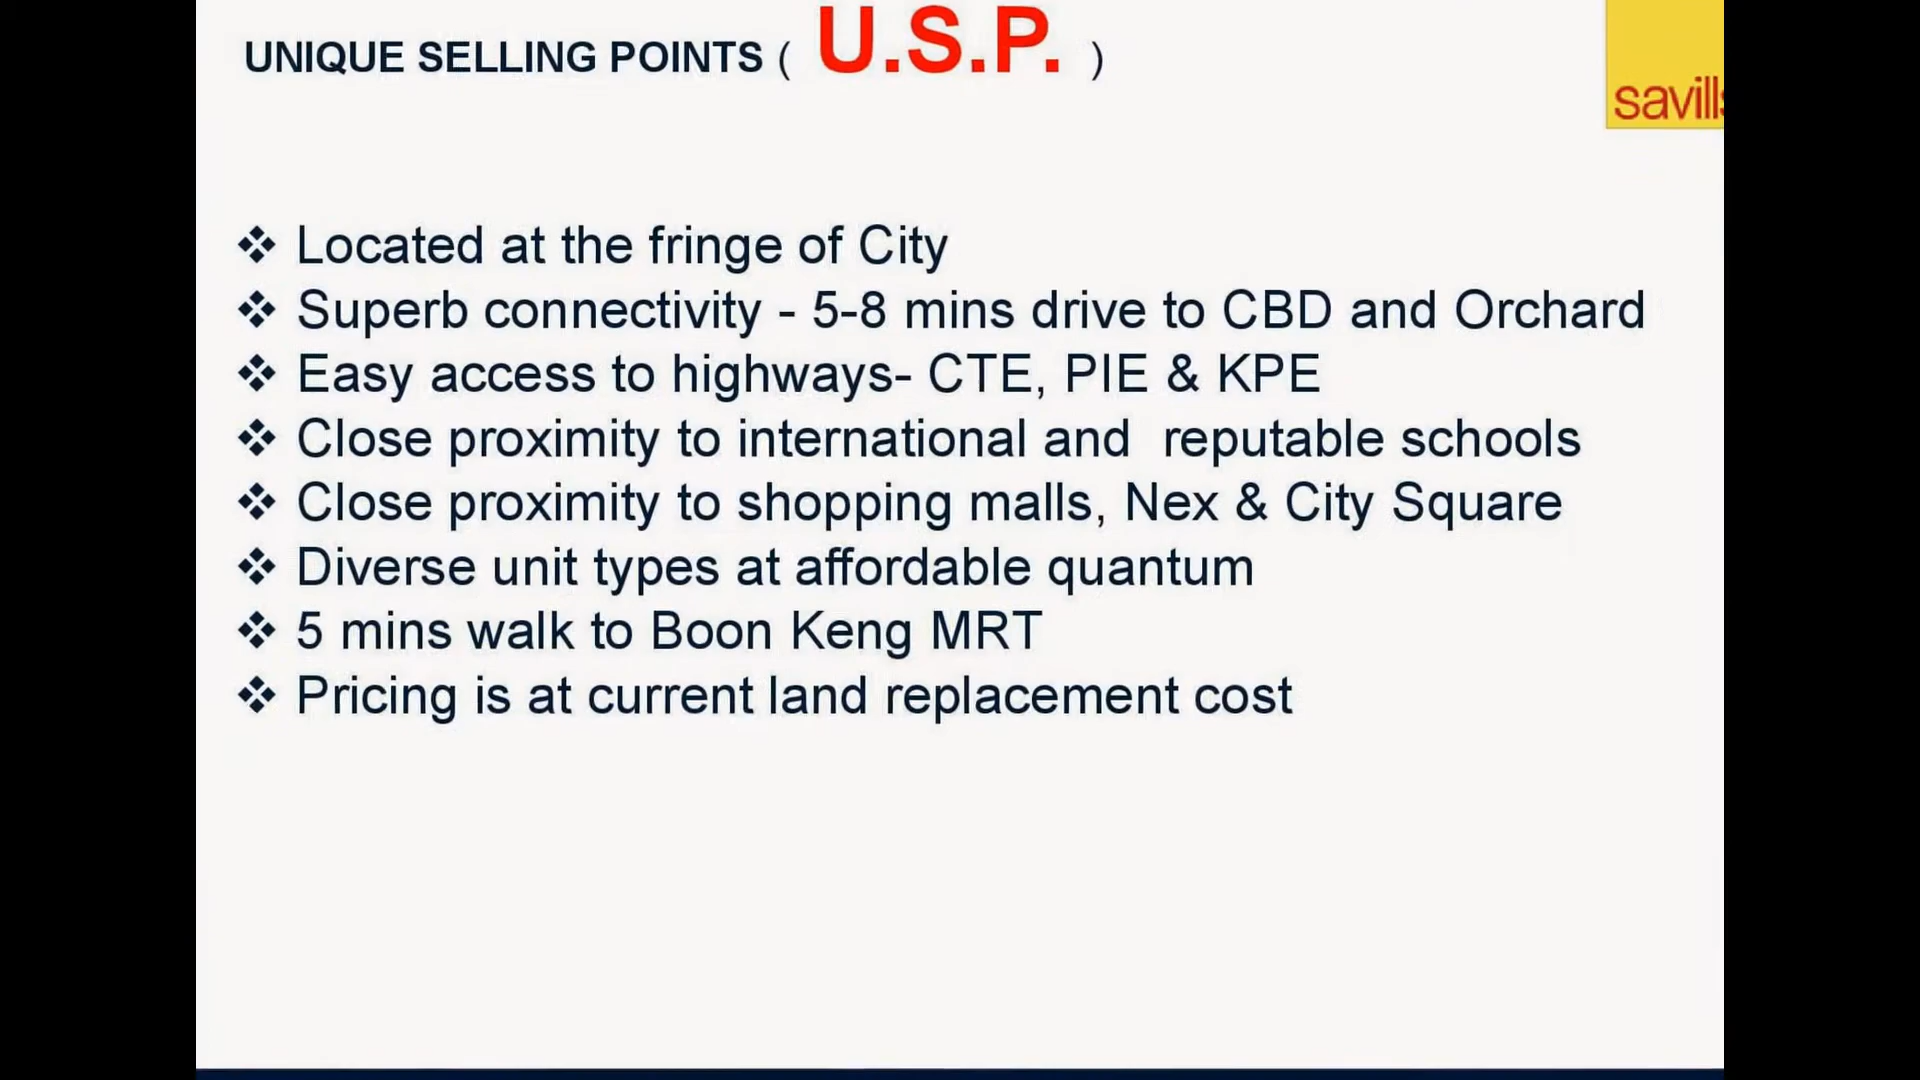 UNIQUE SELLING POINTS ( U.S.P. )
savills
❖ Located at the fringe of City
❖ Superb connectivity - 5-8 mins drive to CBD and Orchard
❖ Easy access to highways- CTE, PIE & KPE
❖ Close proximity to international and  reputable schools
❖ Close proximity to shopping malls, Nex & City Square
❖ Diverse unit types at affordable quantum
❖ 5 mins walk to Boon Keng MRT
❖ Pricing is at current land replacement cost